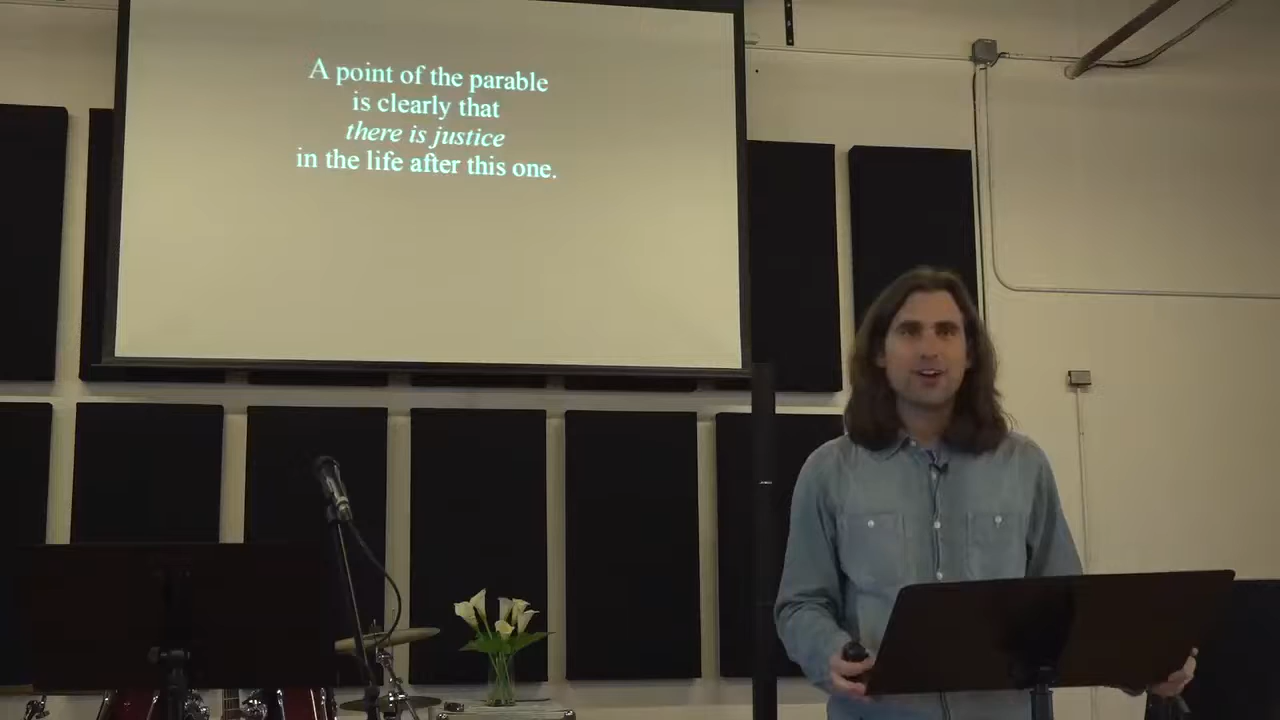 A point of the parable
is clearly that
there is justice
in the life after this one.